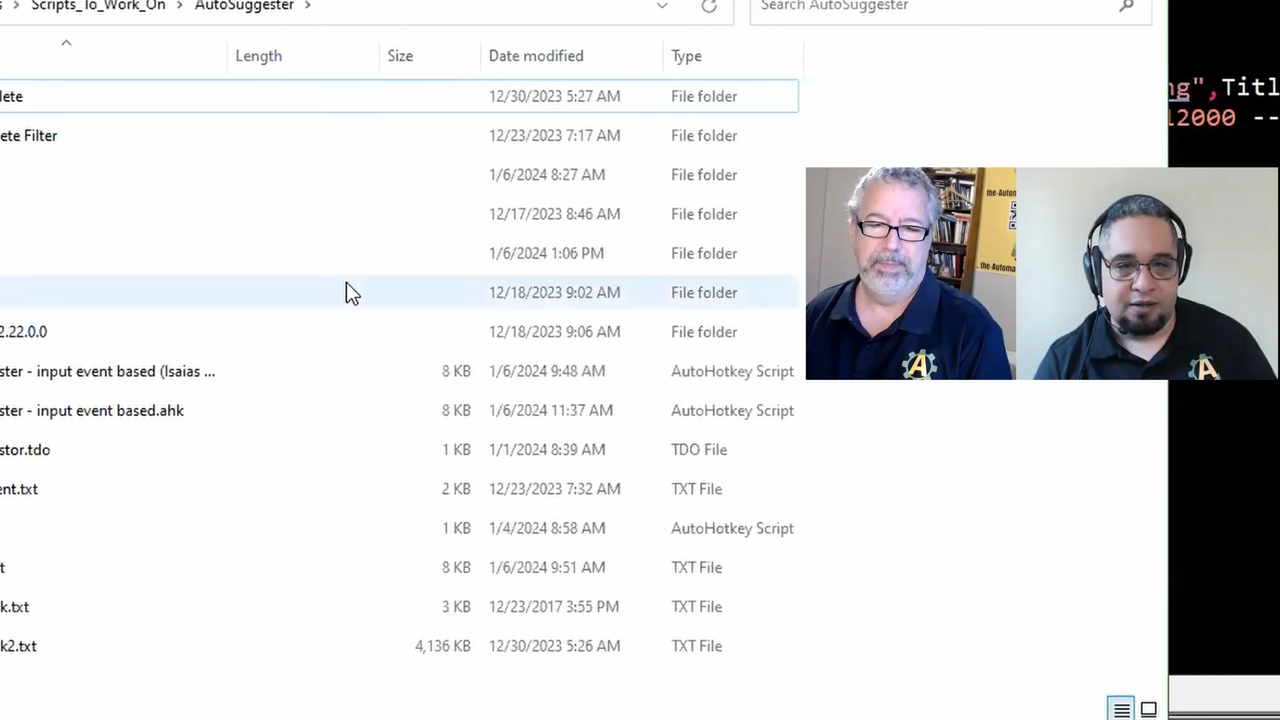 Scripts_To_Work_On > AutoSuggester >
Search AutoSuggester
Length Size Date modified Type
lete 12/30/2023 5:27 AM File folder
ete Filter 12/23/2023 7:17 AM File folder
1/6/2024 8:27 AM File folder
12/17/2023 8:46 AM File folder
1/6/2024 1:06 PM File folder
12/18/2023 9:02 AM File folder
2.22.0.0 12/18/2023 9:06 AM File folder
ster - input event based (Isaias ... 8 KB 1/6/2024 9:48 AM AutoHotkey Script
ster - input event based.ahk 8 KB 1/6/2024 11:37 AM AutoHotkey Script
stor.tdo 1 KB 1/1/2024 8:39 AM TDO File
ent.txt 2 KB 12/23/2023 7:32 AM TXT File
1 KB 1/4/2024 8:58 AM AutoHotkey Script
t 8 KB 1/6/2024 9:51 AM TXT File
k.txt 3 KB 12/23/2017 3:55 PM TXT File
k2.txt 4,136 KB 12/30/2023 5:26 AM TXT File
ng",Titl
12000 --
the-Autom
the-Automa
A
A